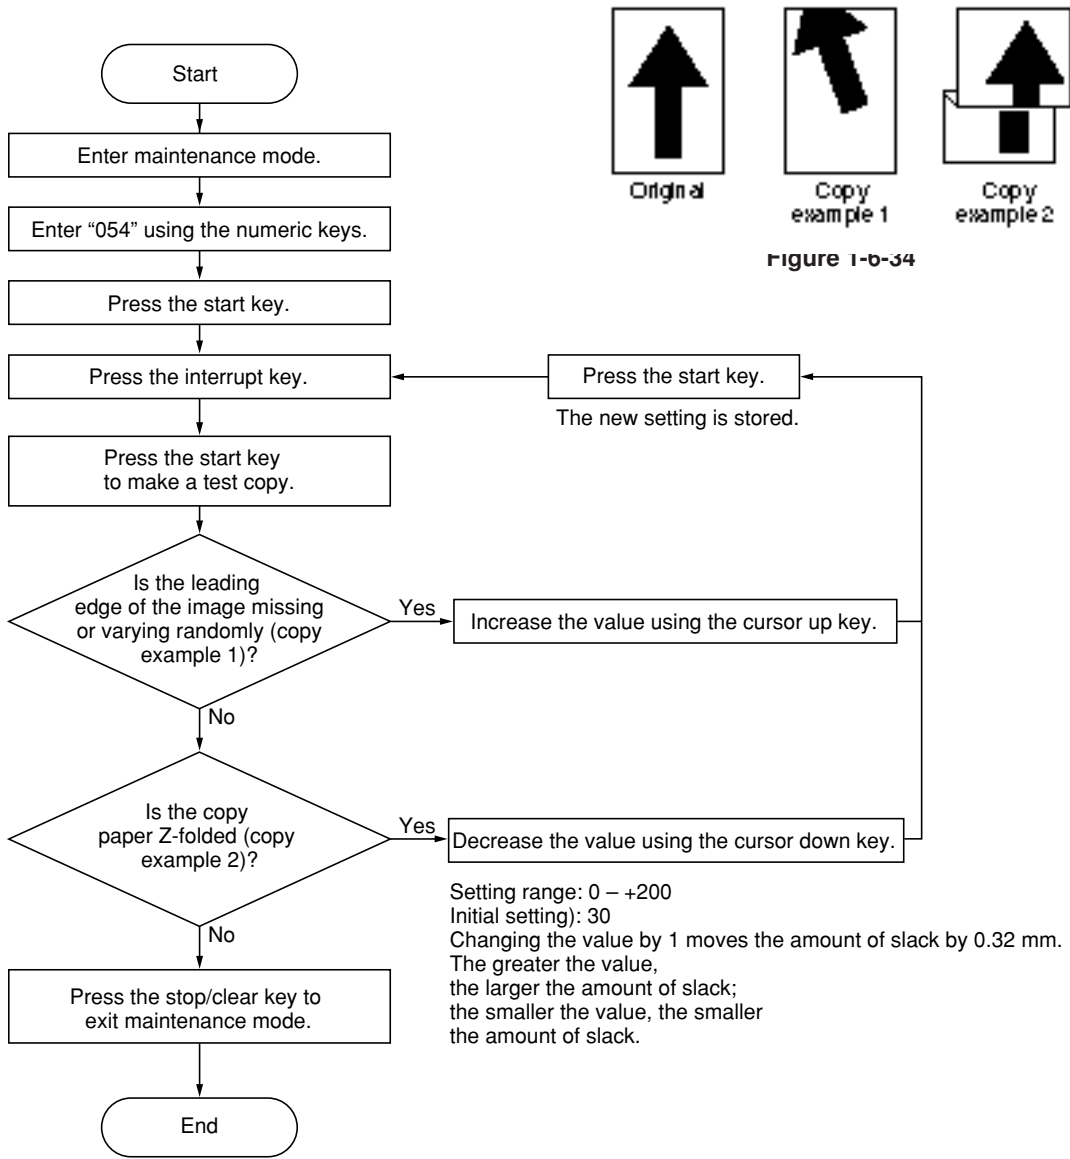 Start
Enter maintenance mode.
Enter “054” using the numeric keys.
Press the start key.
Press the interrupt key.
Press the start key
to make a test copy.
Is the leading
edge of the image missing
or varying randomly (copy
example 1)?
Yes
Increase the value using the cursor up key.
No
Is the copy
paper Z-folded (copy
example 2)?
Yes
Decrease the value using the cursor down key.
No
Press the stop/clear key to
exit maintenance mode.
End
Press the start key.
The new setting is stored.
Setting range: 0 – +200
Initial setting): 30
Changing the value by 1 moves the amount of slack by 0.32 mm.
The greater the value,
the larger the amount of slack;
the smaller the value, the smaller
the amount of slack.
Original
Copy
example 1
Copy
example 2
Figure 1-6-34